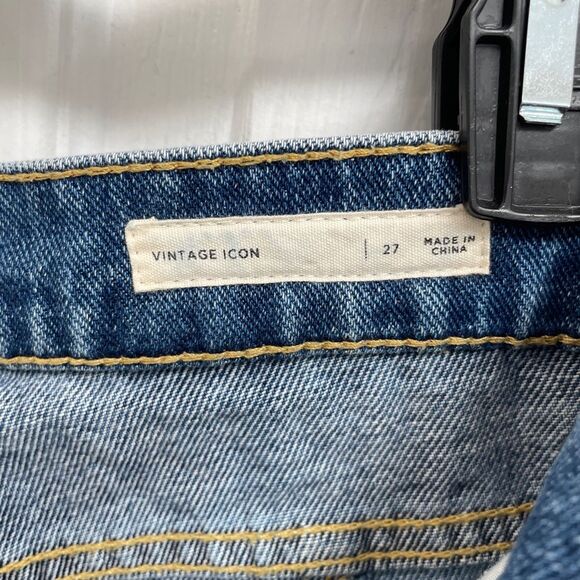 VINTAGE ICON | 27 MADE IN
CHINA